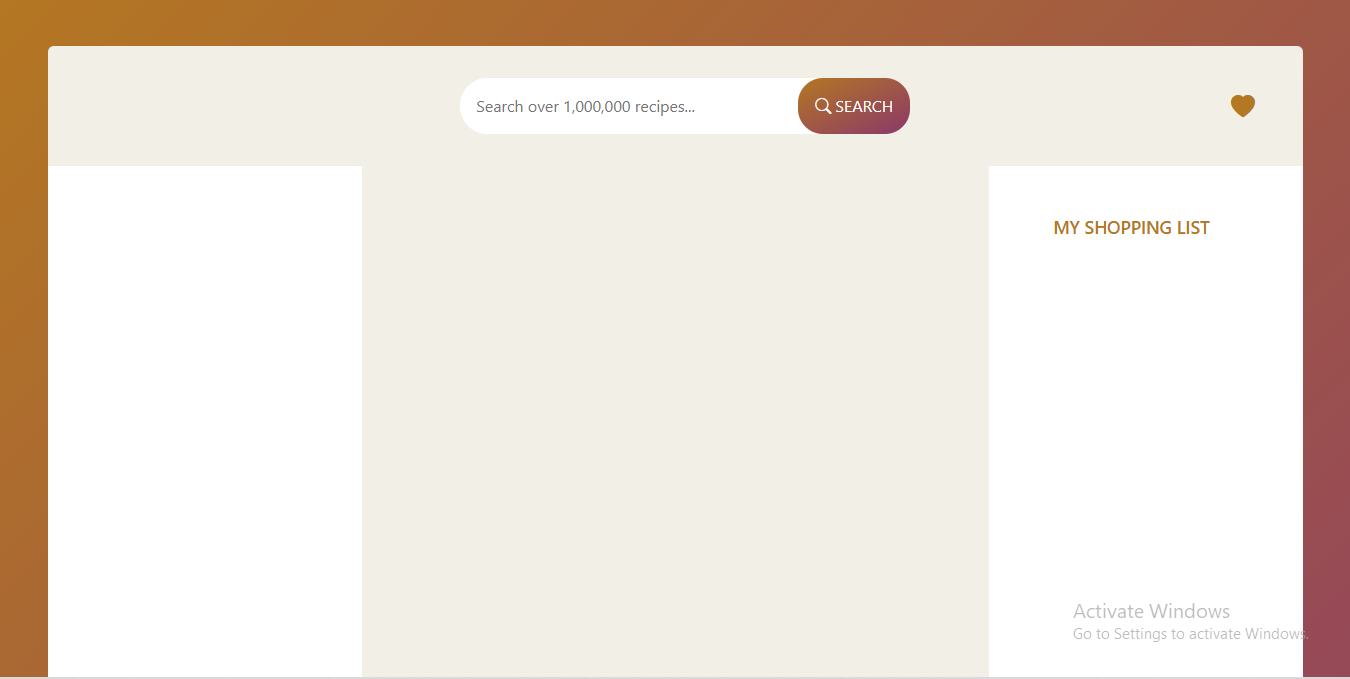 Search over 1,000,000 recipes...
SEARCH
MY SHOPPING LIST
Activate Windows
Go to Settings to activate Windows.